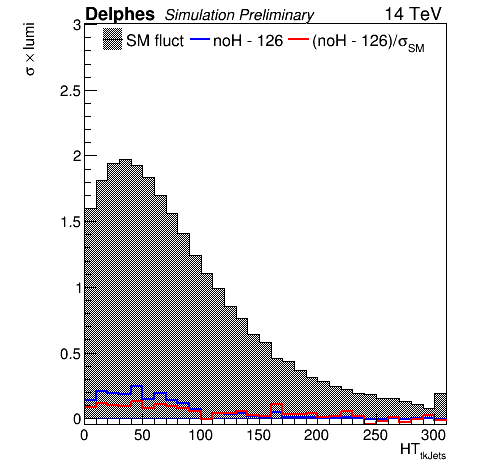 Delphes Simulation Preliminary 14 TeV
σ × lumi
SM fluct noH - 126 (noH - 126)/σSM
3
2.5
2
1.5
1
0.5
0
0 50 100 150 200 250 300
HTtkJets